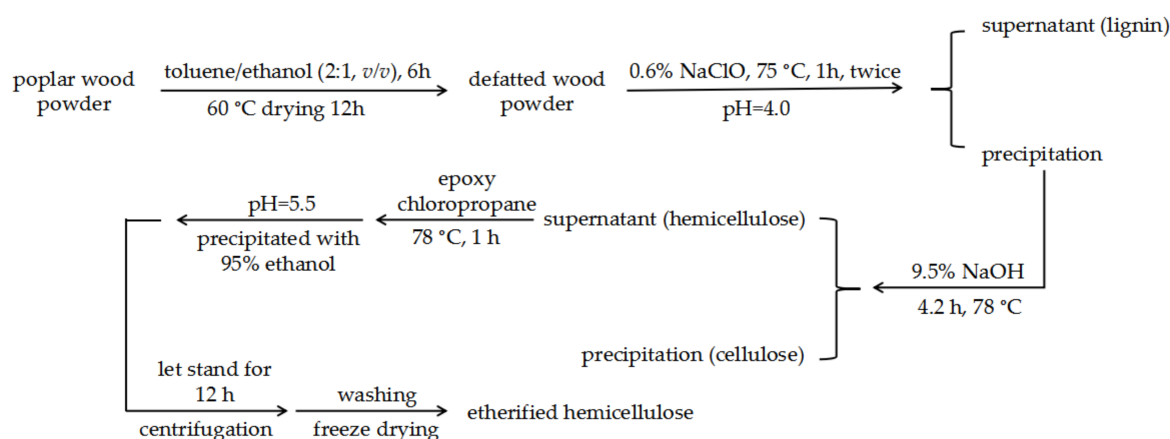 poplar wood
powder
toluene/ethanol (2:1, v/v), 6h
60 °C drying 12h
defatted wood
powder
0.6% NaClO, 75 °C, 1h, twice
pH=4.0
supernatant (lignin)
precipitation
9.5% NaOH
4.2 h, 78 °C
supernatant (hemicellulose)
precipitation (cellulose)
epoxy
chloropropane
78 °C, 1 h
pH=5.5
precipitated with
95% ethanol
let stand for
12 h
centrifugation
washing
freeze drying
etherified hemicellulose